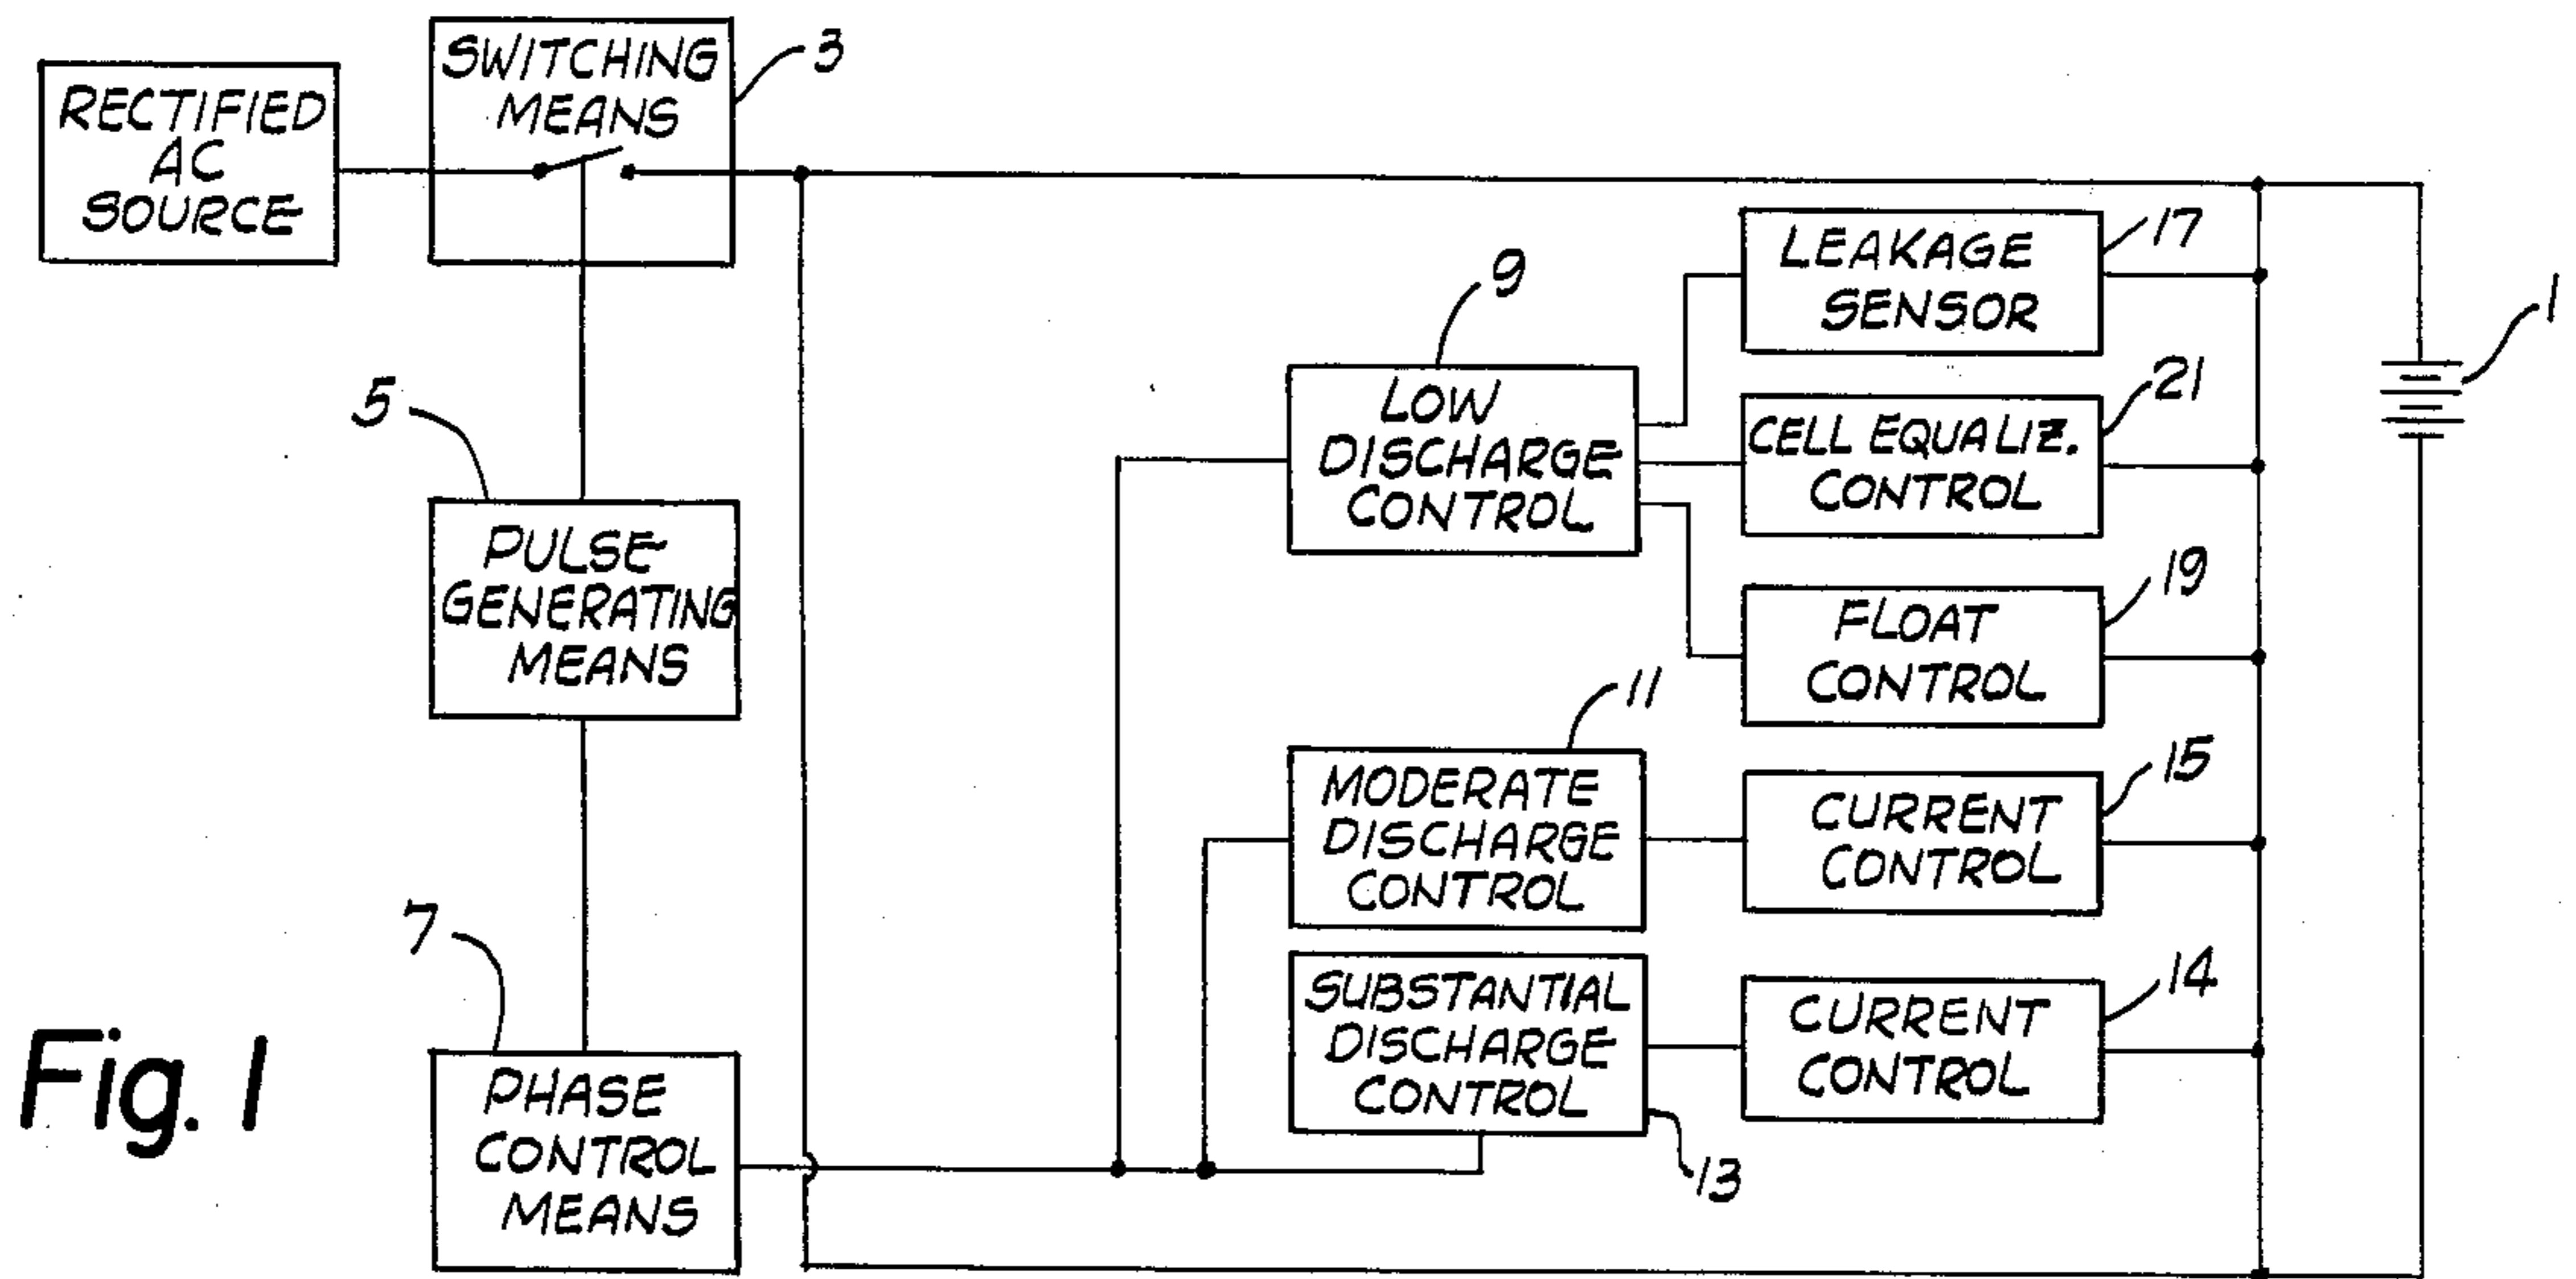 RECTIFIED
AC
SOURCE
SWITCHING
MEANS
3
5
PULSE
GENERATING
MEANS
7
PHASE
CONTROL
MEANS
9
LOW
DISCHARGE
CONTROL
11
MODERATE
DISCHARGE
CONTROL
SUBSTANTIAL
DISCHARGE
CONTROL
13
LEAKAGE
SENSOR
17
CELL EQUALIZ.
CONTROL
21
FLOAT
CONTROL
19
CURRENT
CONTROL
15
CURRENT
CONTROL
14
1
Fig. 1